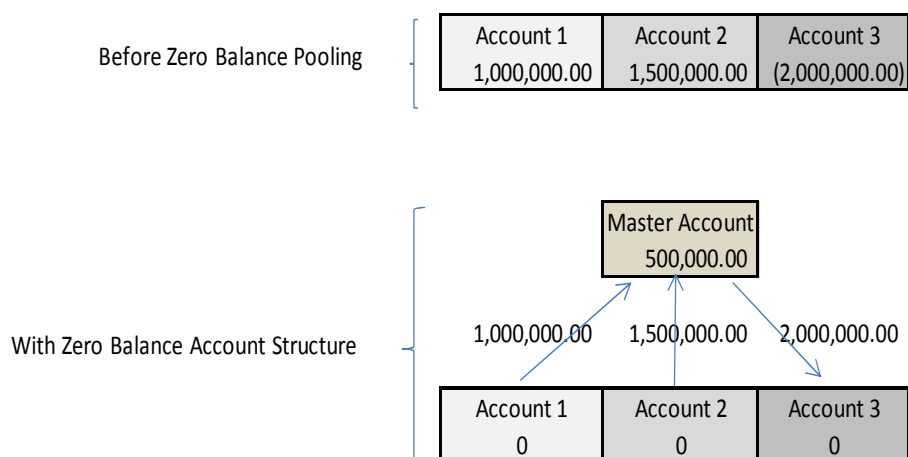 Before Zero Balance Pooling
Account 1 Account 2 Account 3
1,000,000.00 1,500,000.00 (2,000,000.00)
Master Account
500,000.00
With Zero Balance Account Structure
1,000,000.00 1,500,000.00 2,000,000.00
Account 1 Account 2 Account 3
0 0 0